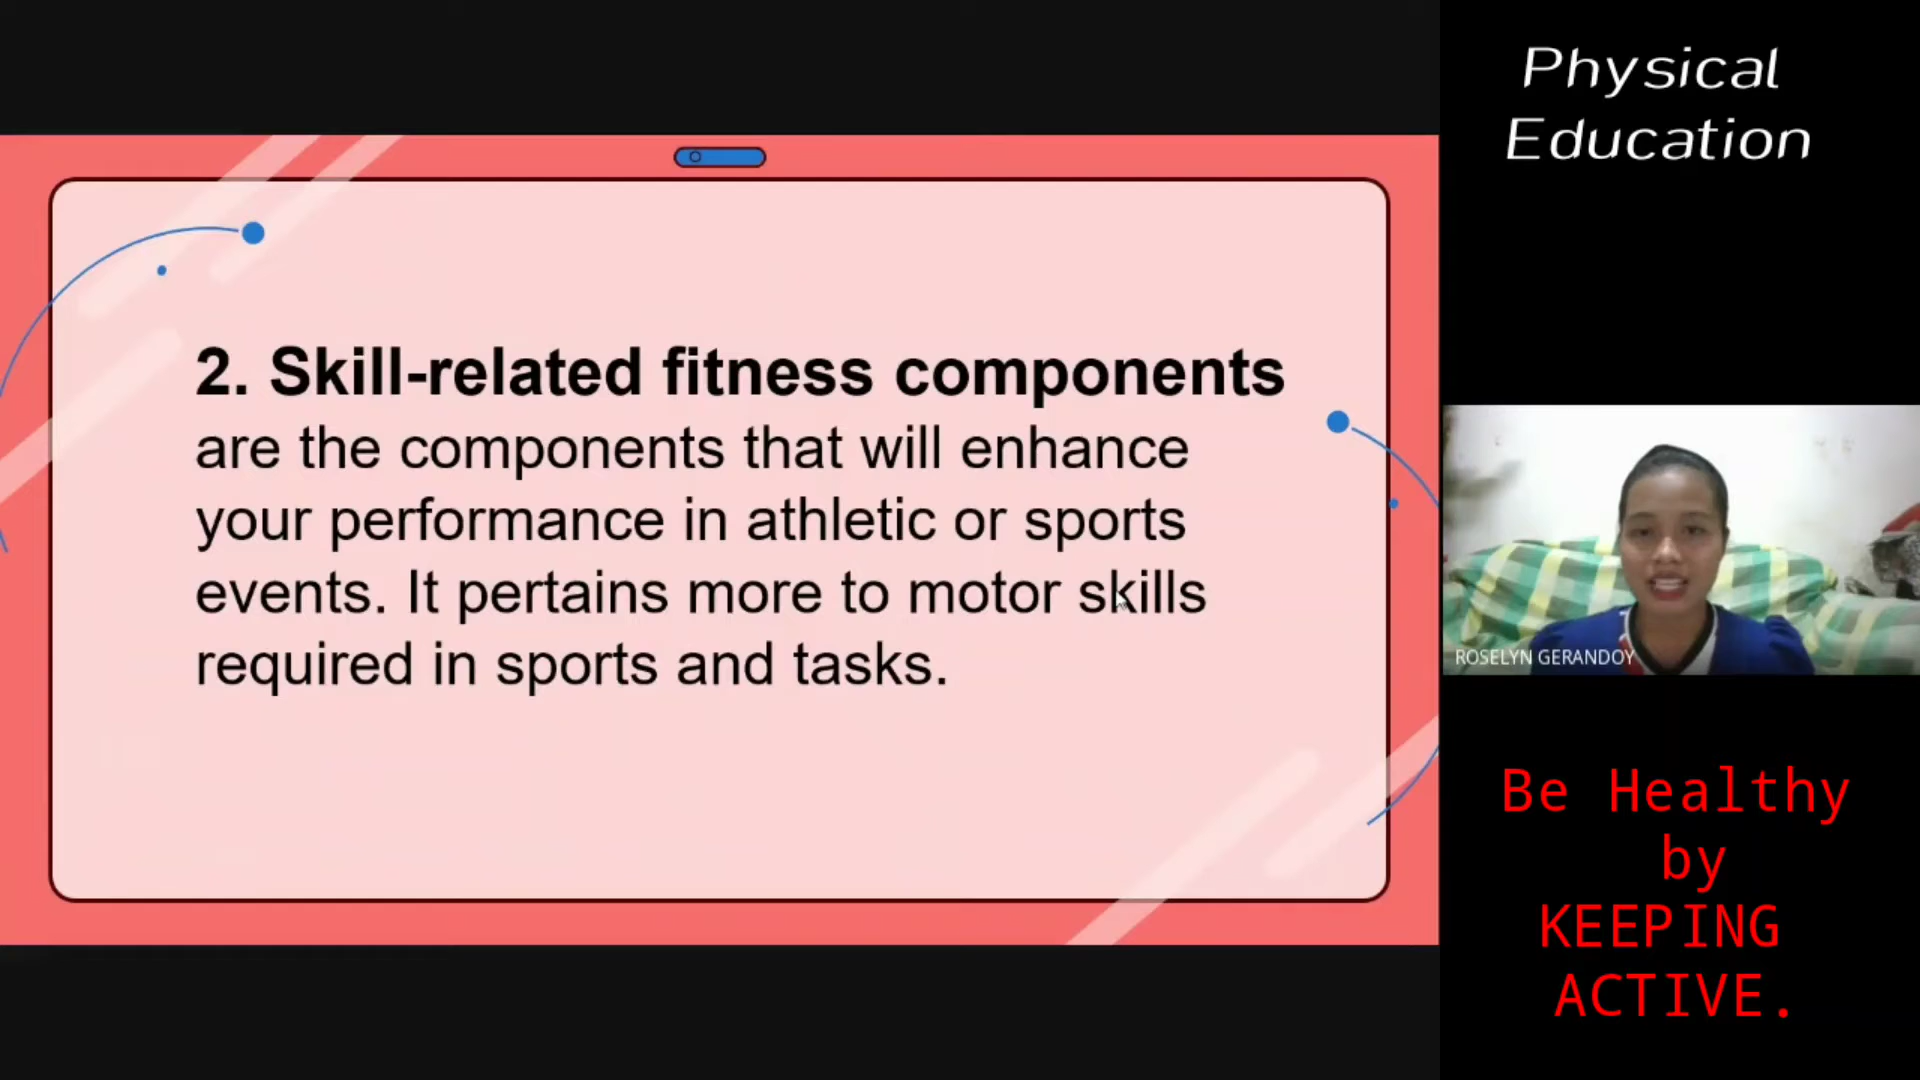 2. Skill-related fitness components
are the components that will enhance
your performance in athletic or sports
events. It pertains more to motor skills
required in sports and tasks.
Physical
Education
ROSELYN GERANDOY
Be Healthy
by
KEEPING
ACTIVE.